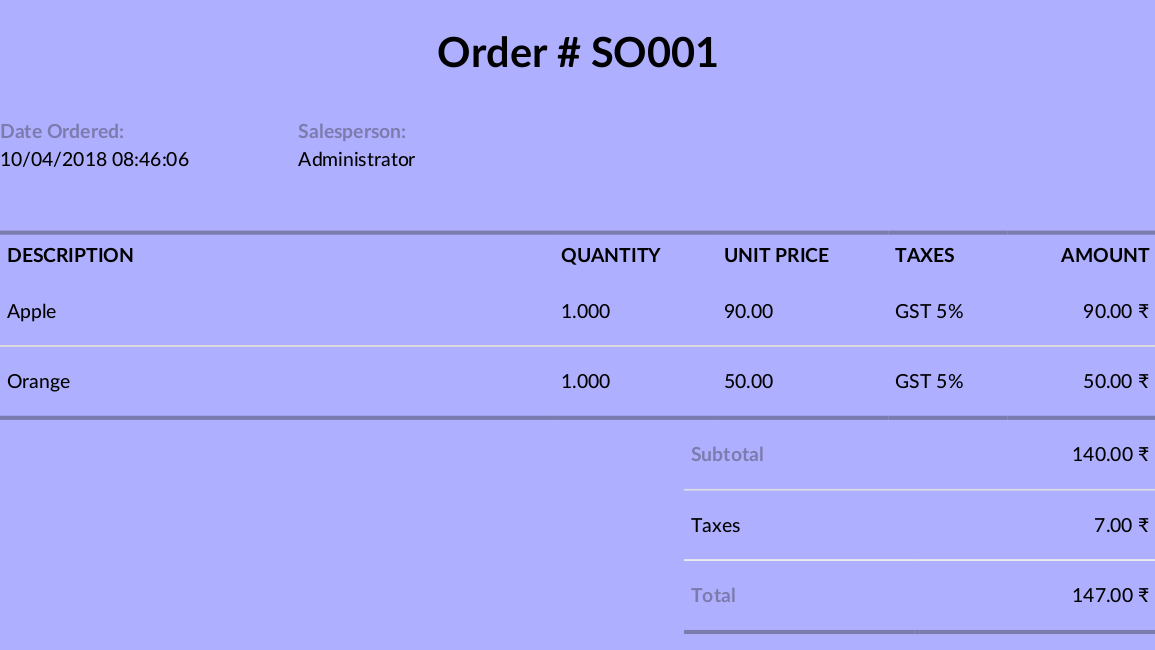 Order # SO001
Date Ordered: Salesperson:
10/04/2018 08:46:06 Administrator
DESCRIPTION QUANTITY UNIT PRICE TAXES AMOUNT
Apple 1.000 90.00 GST 5% 90.00 ₹
Orange 1.000 50.00 GST 5% 50.00 ₹
Subtotal 140.00 ₹
Taxes 7.00 ₹
Total 147.00 ₹